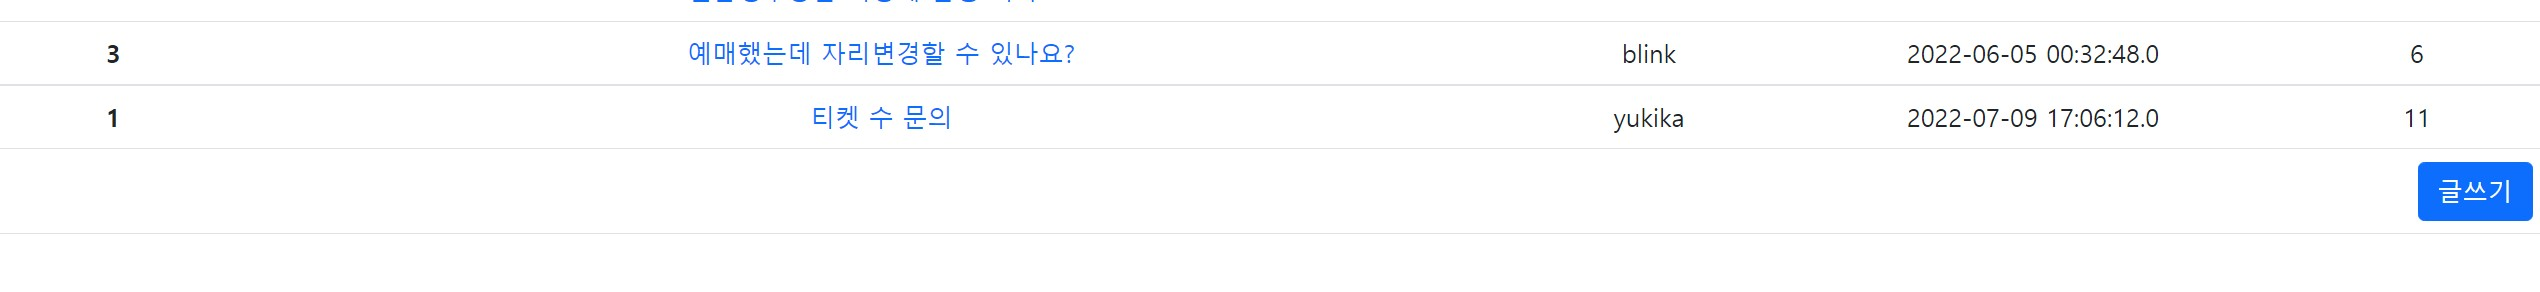 3 예매했는데 자리변경할 수 있나요? blink 2022-06-05 00:32:48.0 6
1 티켓 수 문의 yukika 2022-07-09 17:06:12.0 11
글쓰기